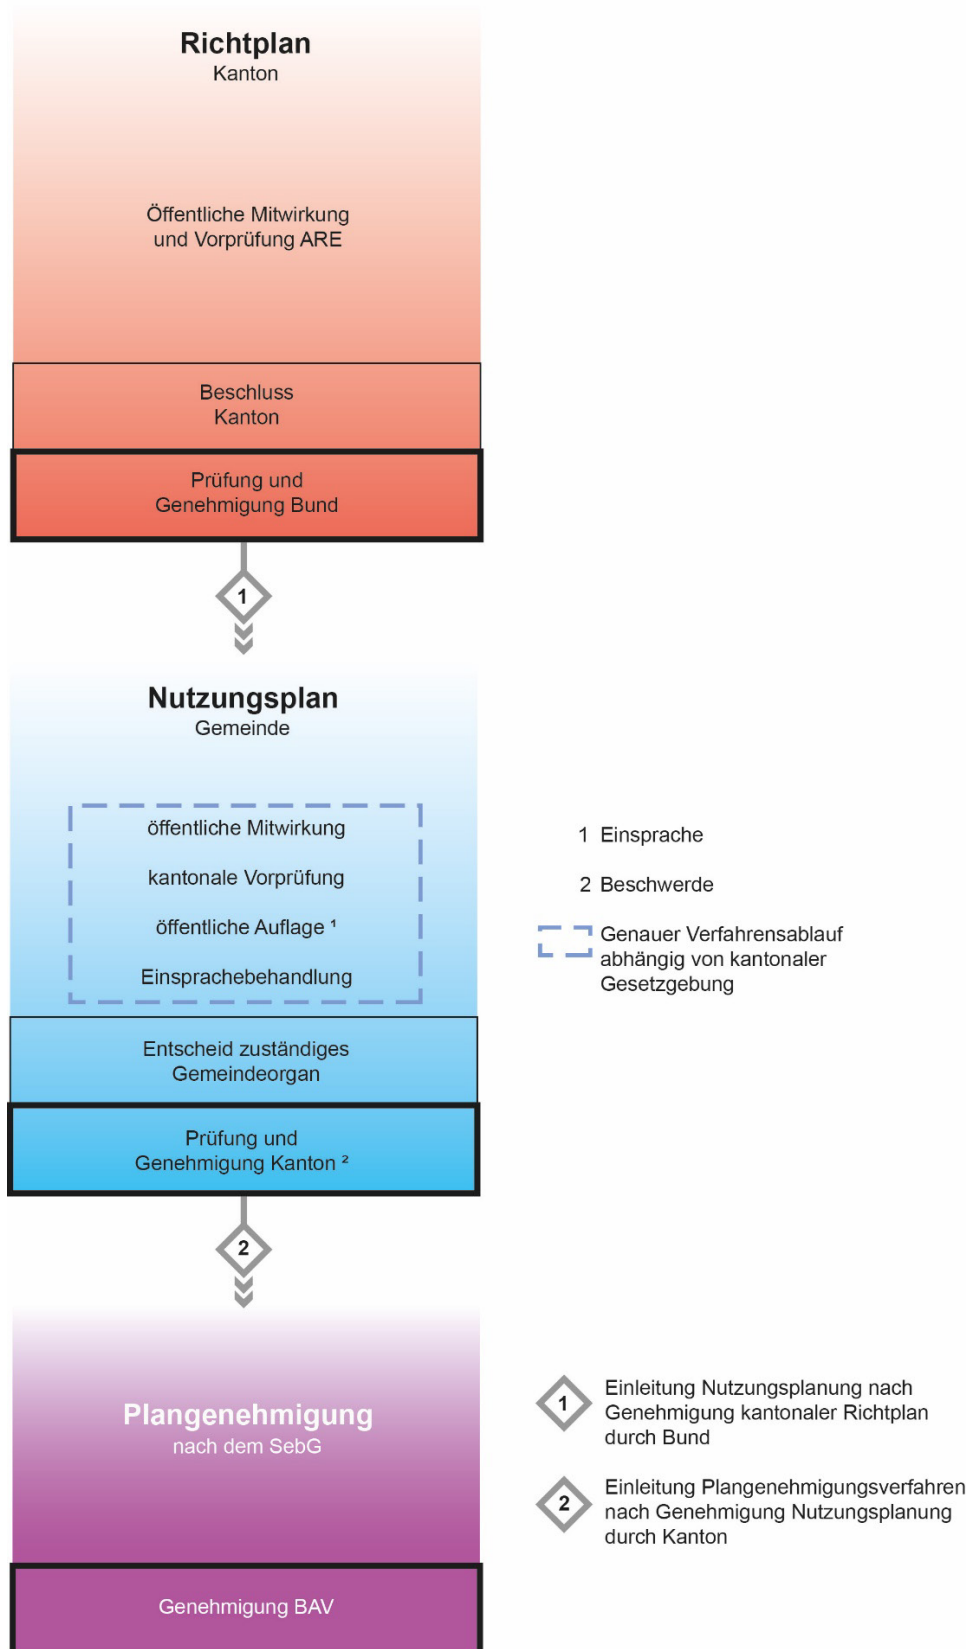 Richtplan
Kanton
Öffentliche Mitwirkung
und Vorprüfung ARE
Beschluss
Kanton
Prüfung und
Genehmigung Bund
1
Nutzungsplan
Gemeinde
öffentliche Mitwirkung
kantonale Vorprüfung
öffentliche Auflage ¹
Einsprachebehandlung
Entscheid zuständiges
Gemeindeorgan
Prüfung und
Genehmigung Kanton ²
1 Einsprache
2 Beschwerde
Genauer Verfahrensablauf
abhängig von kantonaler
Gesetzgebung
2
Plangenehmigung
nach dem SebG
Genehmigung BAV
1 Einleitung Nutzungsplanung nach
Genehmigung kantonaler Richtplan
durch Bund
2 Einleitung Plangenehmigungsverfahren
nach Genehmigung Nutzungsplanung
durch Kanton